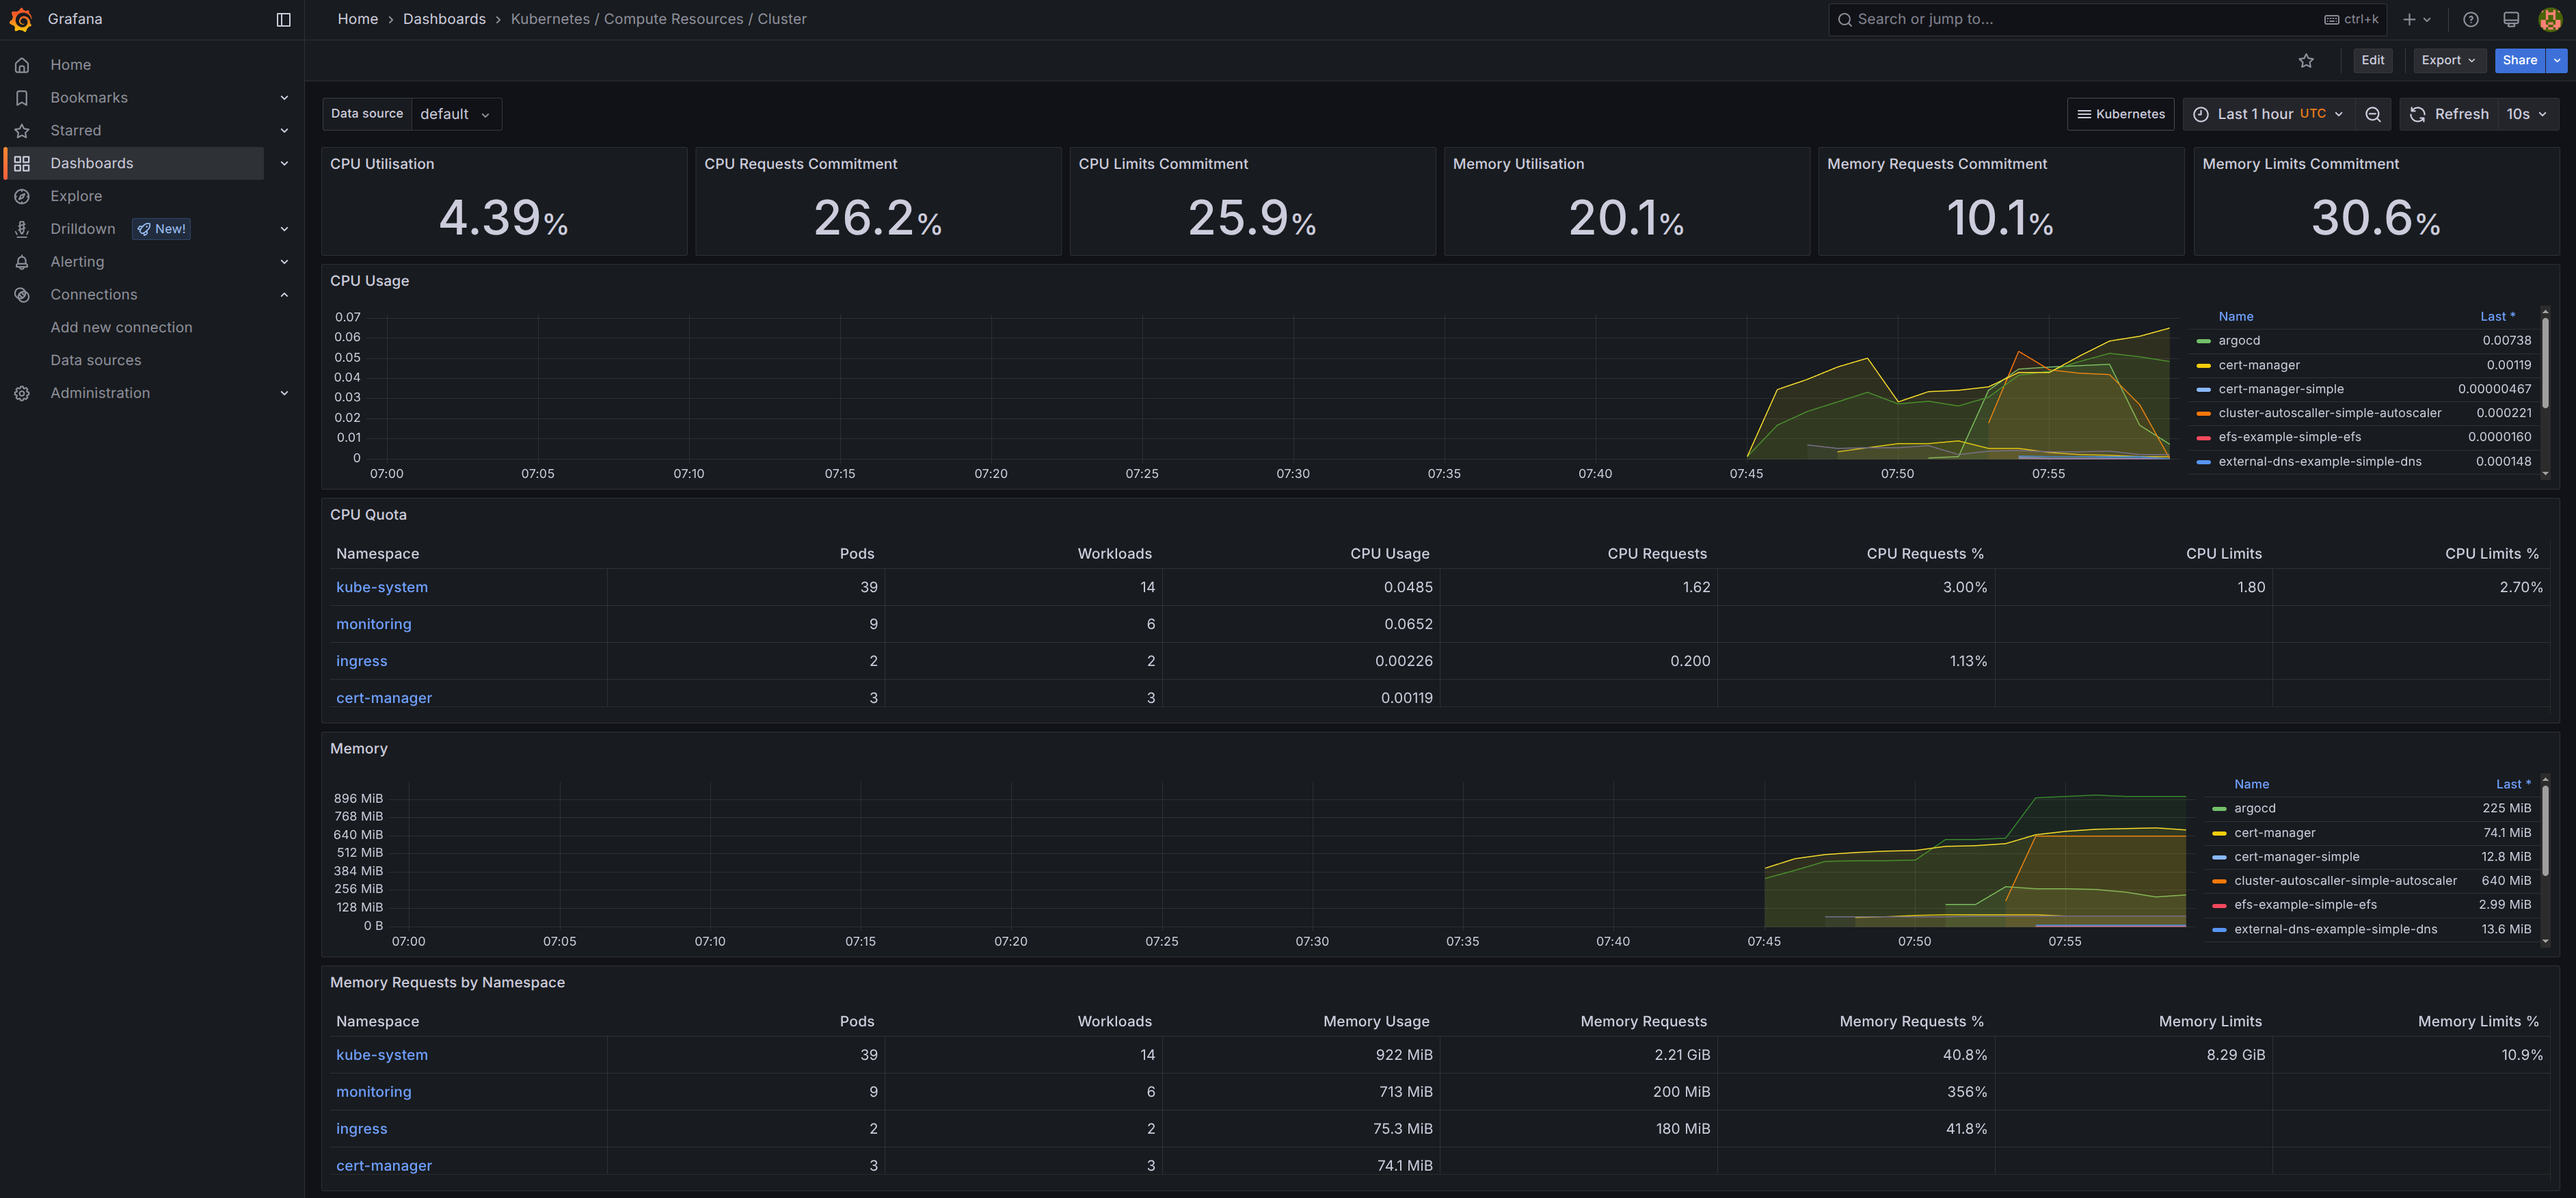 Grafana
Home › Dashboards › Kubernetes / Compute Resources / Cluster
Search or jump to...
ctrl+k
Home
Bookmarks
Starred
Dashboards
Explore
Drilldown New!
Alerting
Connections
Add new connection
Data sources
Administration
Edit
Export
Share
Data source default
Kubernetes
Last 1 hour UTC
Refresh 10s
CPU Utilisation
4.39%
CPU Requests Commitment
26.2%
CPU Limits Commitment
25.9%
Memory Utilisation
20.1%
Memory Requests Commitment
10.1%
Memory Limits Commitment
30.6%
CPU Usage
0.07
0.06
0.05
0.04
0.03
0.02
0.01
0
07:00 07:05 07:10 07:15 07:20 07:25 07:30 07:35 07:40 07:45 07:50 07:55
Name Last *
argocd 0.00738
cert-manager 0.00119
cert-manager-simple 0.00000467
cluster-autoscaller-simple-autoscaler 0.000221
efs-example-simple-efs 0.0000160
external-dns-example-simple-dns 0.000148
CPU Quota
Namespace Pods Workloads CPU Usage CPU Requests CPU Requests % CPU Limits CPU Limits %
kube-system 39 14 0.0485 1.62 3.00% 1.80 2.70%
monitoring 9 6 0.0652
ingress 2 2 0.00226 0.200 1.13%
cert-manager 3 3 0.00119
Memory
896 MiB
768 MiB
640 MiB
512 MiB
384 MiB
256 MiB
128 MiB
0 B
07:00 07:05 07:10 07:15 07:20 07:25 07:30 07:35 07:40 07:45 07:50 07:55
Name Last *
argocd 225 MiB
cert-manager 74.1 MiB
cert-manager-simple 12.8 MiB
cluster-autoscaller-simple-autoscaler 640 MiB
efs-example-simple-efs 2.99 MiB
external-dns-example-simple-dns 13.6 MiB
Memory Requests by Namespace
Namespace Pods Workloads Memory Usage Memory Requests Memory Requests % Memory Limits Memory Limits %
kube-system 39 14 922 MiB 2.21 GiB 40.8% 8.29 GiB 10.9%
monitoring 9 6 713 MiB 200 MiB 356%
ingress 2 2 75.3 MiB 180 MiB 41.8%
cert-manager 3 3 74.1 MiB